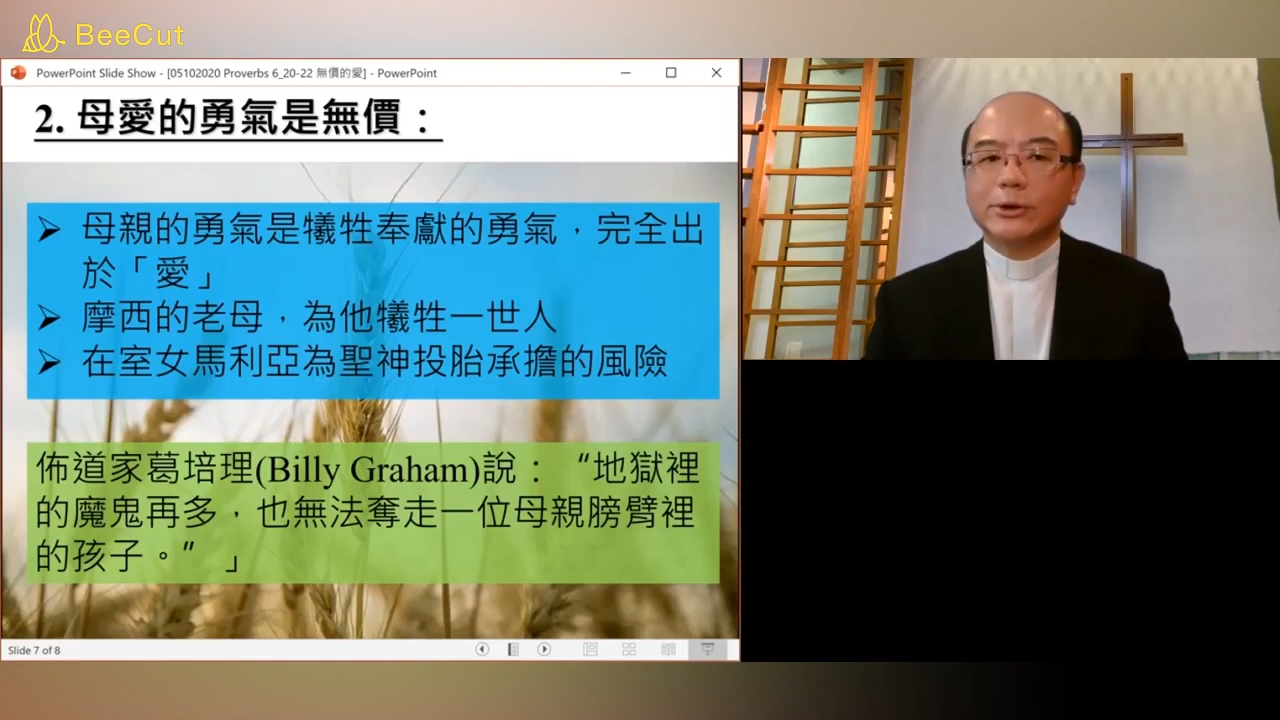 BeeCut
PowerPoint Slide Show - [05102020 Proverbs 6_20-22 無價的愛] - PowerPoint
2. 母愛的勇氣是無價：
➢ 母親的勇氣是犧牲奉獻的勇氣，完全出
於「愛」
➢ 摩西的老母，為他犧牲一世人
➢ 在室女馬利亞為聖神投胎承擔的風險
佈道家葛培理(Billy Graham)說：“地獄裡
的魔鬼再多，也無法奪走一位母親膀臂裡
的孩子。”」
Slide 7 of 8